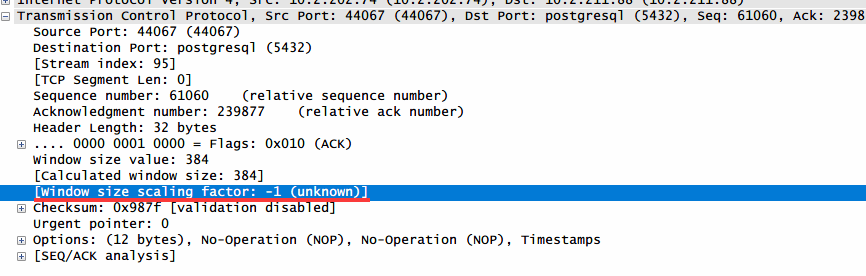 Internet Protocol Version 4, Src: 10.2.202.74 (10.2.202.74), Dst: 10.2.211.88 (10.2.211.88)
Transmission Control Protocol, Src Port: 44067 (44067), Dst Port: postgresql (5432), Seq: 61060, Ack: 2398
Source Port: 44067 (44067)
Destination Port: postgresql (5432)
[Stream index: 95]
[TCP Segment Len: 0]
Sequence number: 61060    (relative sequence number)
Acknowledgment number: 239877    (relative ack number)
Header Length: 32 bytes
.... 0000 0001 0000 = Flags: 0x010 (ACK)
Window size value: 384
[Calculated window size: 384]
[Window size scaling factor: -1 (unknown)]
Checksum: 0x987f [validation disabled]
Urgent pointer: 0
Options: (12 bytes), No-Operation (NOP), No-Operation (NOP), Timestamps
[SEQ/ACK analysis]